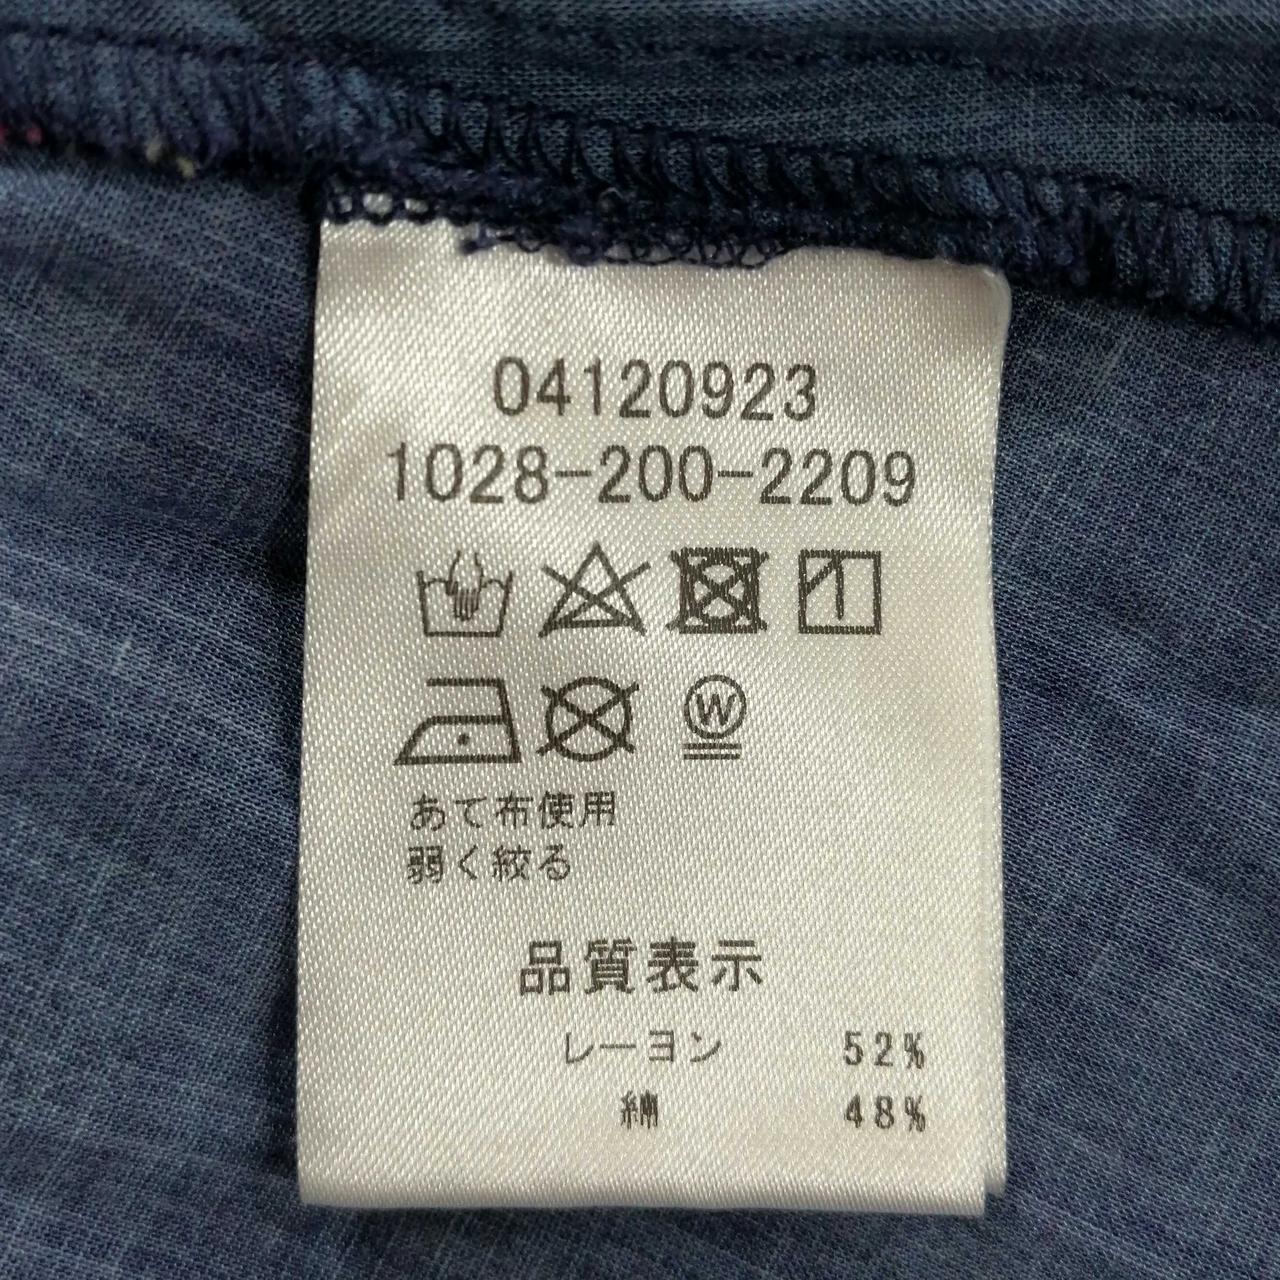 04120923
1028-200-2209
W
あて布使用
弱く絞る
品質表示
レーヨン 52%
綿 48%